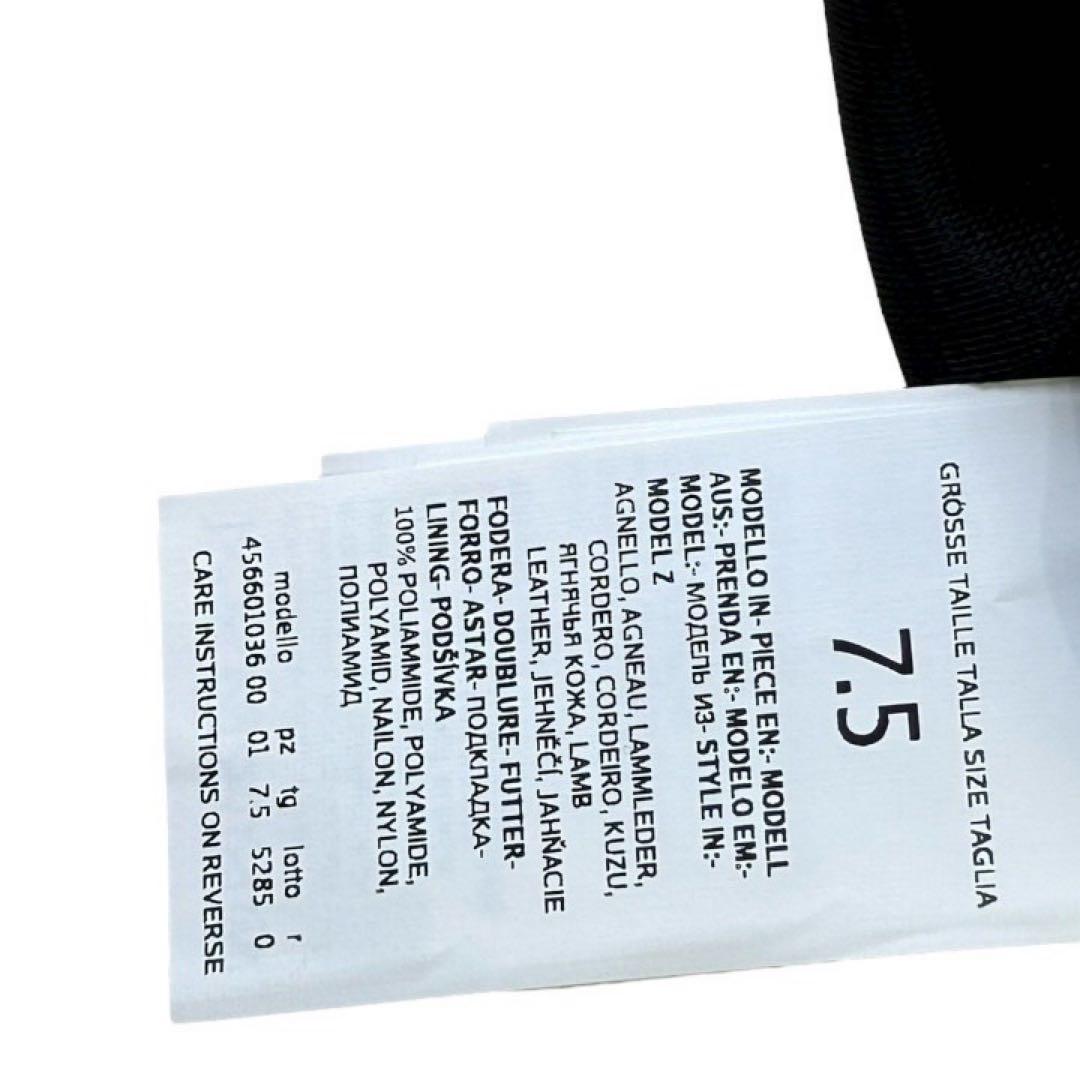 GRÖSSE TAILLE TALLA SIZE TAGLIA
7.5
MODELLO IN- PIECE EN:- MODELL
AUS:- PRENDA EN:- MODELO EM:-
MODEL:- МОДЕЛЬ ИЗ- STYLE IN:-
MODEL Z
AGNELLO, AGNEAU, LAMMLEDER,
CORDERO, CORDEIRO, KUZU,
ЯГНЯЧЬЯ КОЖА, LAMB
LEATHER, JEHNĚČÍ, JAHŇACIE
FODERA- DOUBLURE- FUTTER-
FORRO- ASTAR- ПОДКЛАДКА-
LINING- PODŠÍVKA
100% POLIAMMIDE, POLYAMIDE,
POLYAMID, NAILON, NYLON,
ПОЛИАМИД
modello pz tg lotto r
456601036 00 01 7.5 5285 0
CARE INSTRUCTIONS ON REVERSE